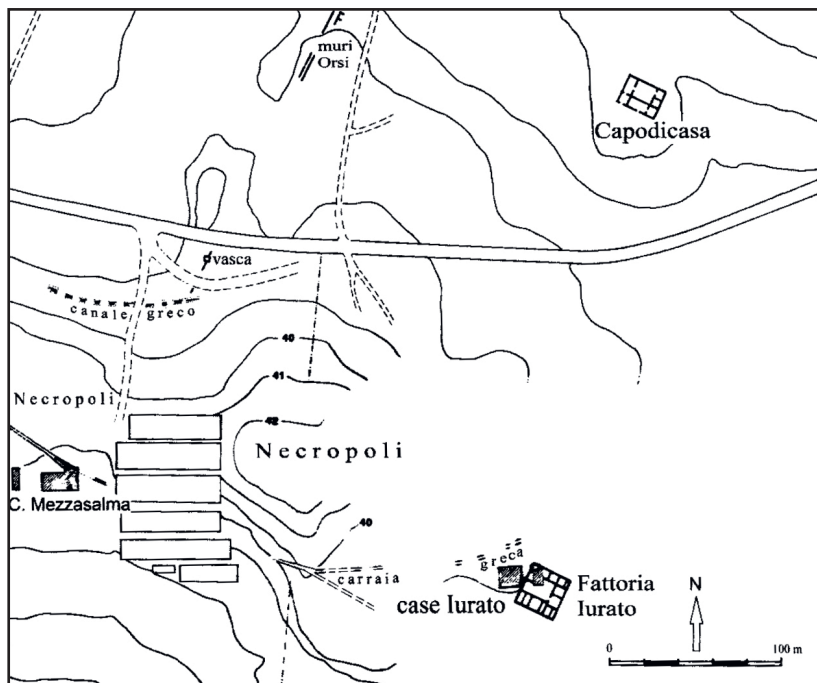 muri
Orsi
Capodicasa
vasca
canale greco
40
41
Necropoli
42
Necropoli
C. Mezzasalma
40
carraia
greca
case Iurato
Fattoria
Iurato
N
0 100 m